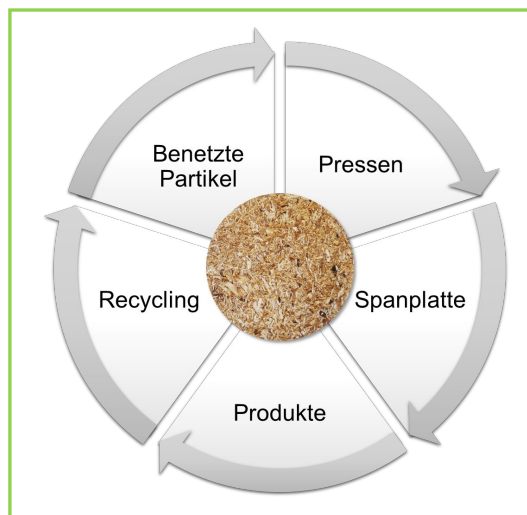 Benetzte
Partikel
Pressen
Recycling
Spanplatte
Produkte